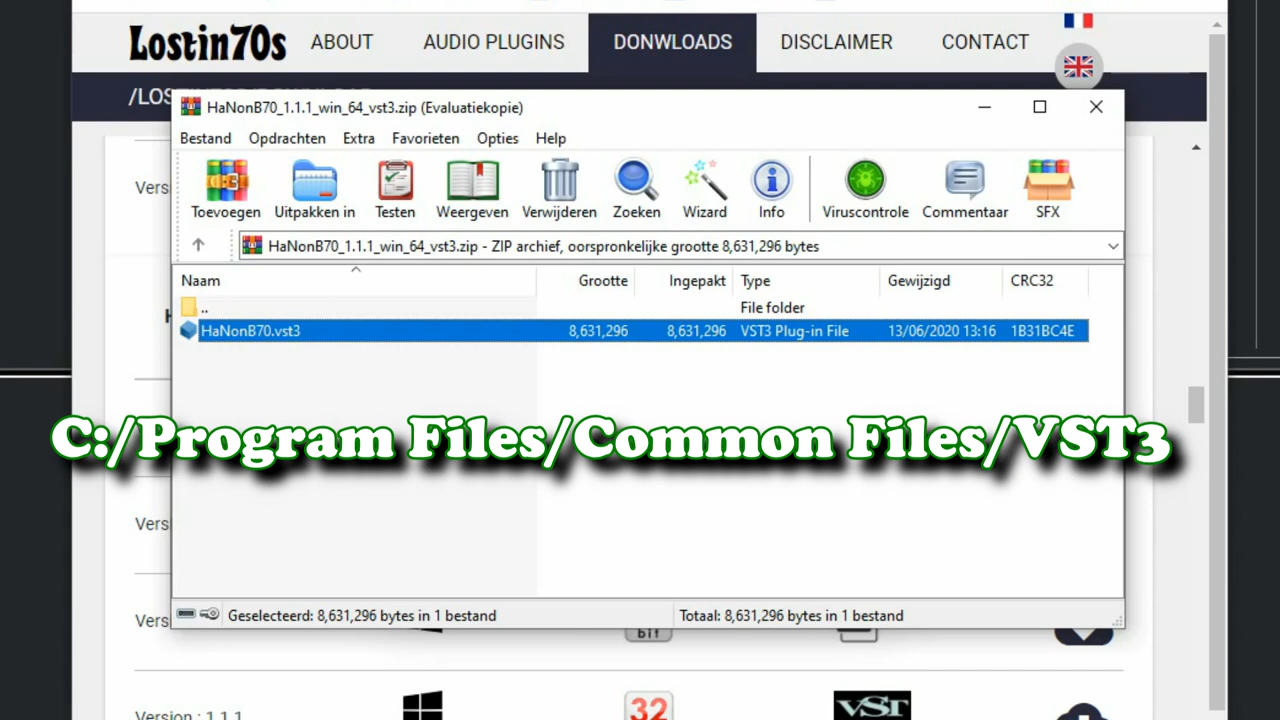 Lostin70s ABOUT AUDIO PLUGINS DONWLOADS DISCLAIMER CONTACT
HaNonB70_1.1.1_win_64_vst3.zip (Evaluatiekopie)
Bestand Opdrachten Extra Favorieten Opties Help
Toevoegen Uitpakken in Testen Weergeven Verwijderen Zoeken Wizard Info Viruscontrole Commentaar SFX
HaNonB70_1.1.1_win_64_vst3.zip - ZIP archief, oorspronkelijke grootte 8,631,296 bytes
Naam Grootte Ingepakt Type Gewijzigd CRC32
.. File folder
HaNonB70.vst3 8,631,296 8,631,296 VST3 Plug-in File 13/06/2020 13:16 1B31BC4E
C:/Program Files/Common Files/VST3
Geselecteerd: 8,631,296 bytes in 1 bestand Totaal: 8,631,296 bytes in 1 bestand
bit
Version : 1.1.1 32 VST